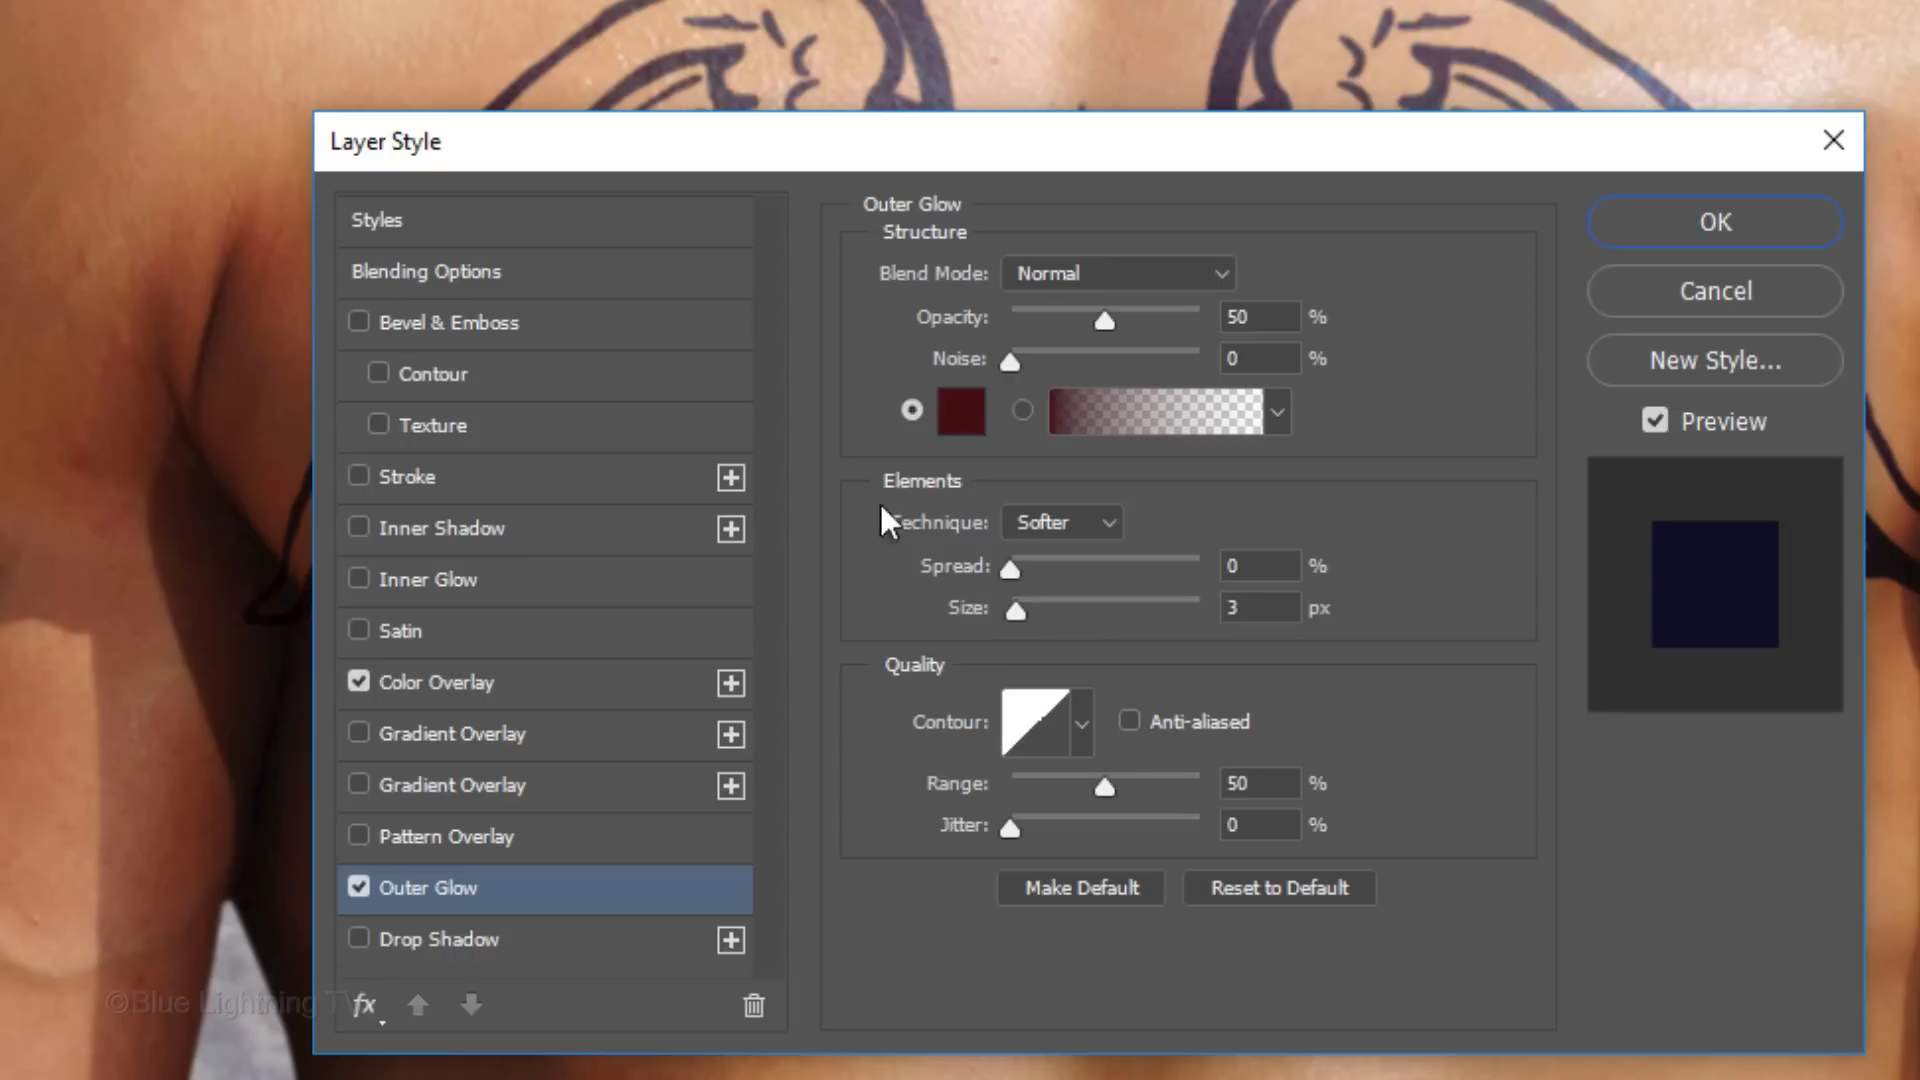 Layer Style
Styles
Blending Options
Bevel & Emboss
Contour
Texture
Stroke
Inner Shadow
Inner Glow
Satin
Color Overlay
Gradient Overlay
Gradient Overlay
Pattern Overlay
Outer Glow
Drop Shadow
fx
Outer Glow
Structure
Blend Mode: Normal
Opacity: 50 %
Noise: 0 %
Elements
Technique: Softer
Spread: 0 %
Size: 3 px
Quality
Contour: Anti-aliased
Range: 50 %
Jitter: 0 %
Make Default Reset to Default
OK
Cancel
New Style...
Preview
©Blue Lightning TV